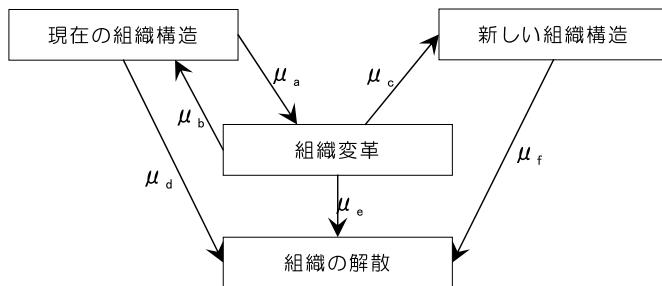 現在の組織構造
新しい組織構造
μa
μc
μb
組織変革
μd
μf
μe
組織の解散